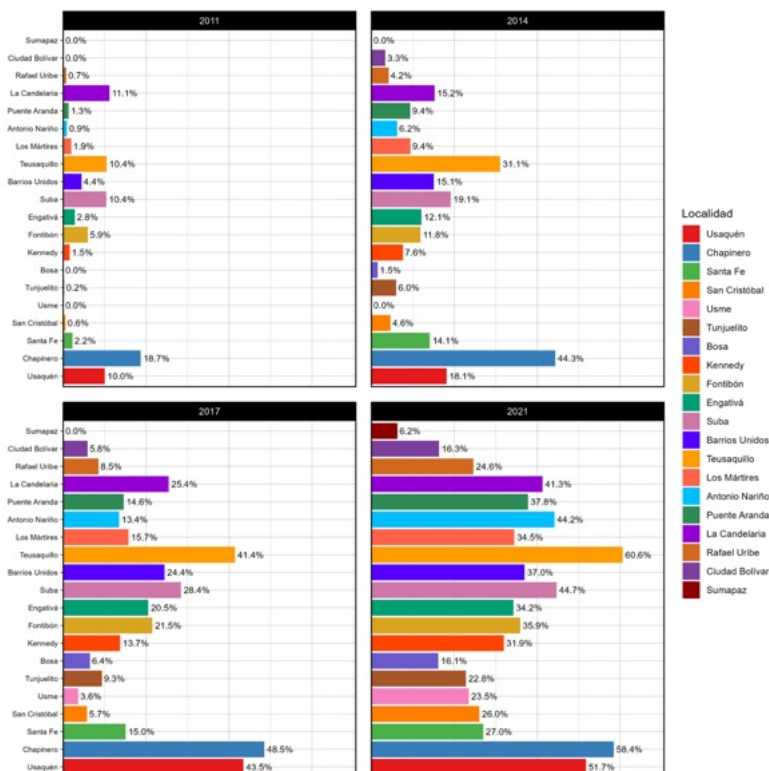 2011
Sumapaz 0.0%
Ciudad Bolívar 0.0%
Rafael Uribe 0.7%
La Candelaria 11.1%
Puente Aranda 1.3%
Antonio Nariño 0.9%
Los Mártires 1.9%
Teusaquillo 10.4%
Barrios Unidos 4.4%
Suba 10.4%
Engativá 2.8%
Fontibón 5.9%
Kennedy 1.5%
Bosa 0.0%
Tunjuelito 0.2%
Usme 0.0%
San Cristóbal 0.6%
Santa Fe 2.2%
Chapinero 18.7%
Usaquén 10.0%
2014
0.0%
3.3%
4.2%
15.2%
9.4%
6.2%
9.4%
31.1%
15.1%
19.1%
12.1%
11.8%
7.6%
1.5%
6.0%
0.0%
4.6%
14.1%
44.3%
18.1%
2017
Sumapaz 0.0%
Ciudad Bolívar 5.8%
Rafael Uribe 8.5%
La Candelaria 25.4%
Puente Aranda 14.6%
Antonio Nariño 13.4%
Los Mártires 15.7%
Teusaquillo 41.4%
Barrios Unidos 24.4%
Suba 28.4%
Engativá 20.5%
Fontibón 21.5%
Kennedy 13.7%
Bosa 6.4%
Tunjuelito 9.3%
Usme 3.6%
San Cristóbal 5.7%
Santa Fe 15.0%
Chapinero 48.5%
Usaquén 43.5%
2021
6.2%
16.3%
24.6%
41.3%
37.8%
44.2%
34.5%
60.6%
37.0%
44.7%
34.2%
35.9%
31.9%
16.1%
22.8%
23.5%
26.0%
27.0%
58.4%
51.7%
Localidad
Usaquén
Chapinero
Santa Fe
San Cristóbal
Usme
Tunjuelito
Bosa
Kennedy
Fontibón
Engativá
Suba
Barrios Unidos
Teusaquillo
Los Mártires
Antonio Nariño
Puente Aranda
La Candelaria
Rafael Uribe
Ciudad Bolívar
Sumapaz